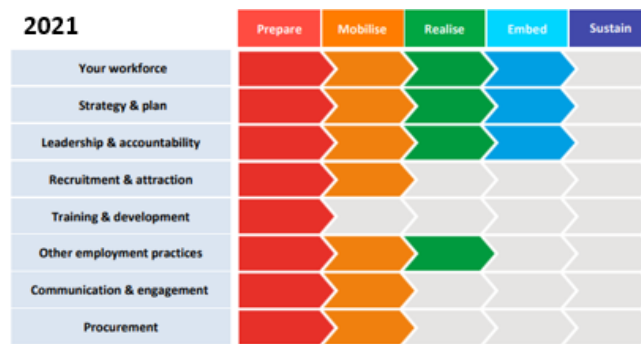 2021
Prepare Mobilise Realise Embed Sustain
Your workforce
Strategy & plan
Leadership & accountability
Recruitment & attraction
Training & development
Other employment practices
Communication & engagement
Procurement